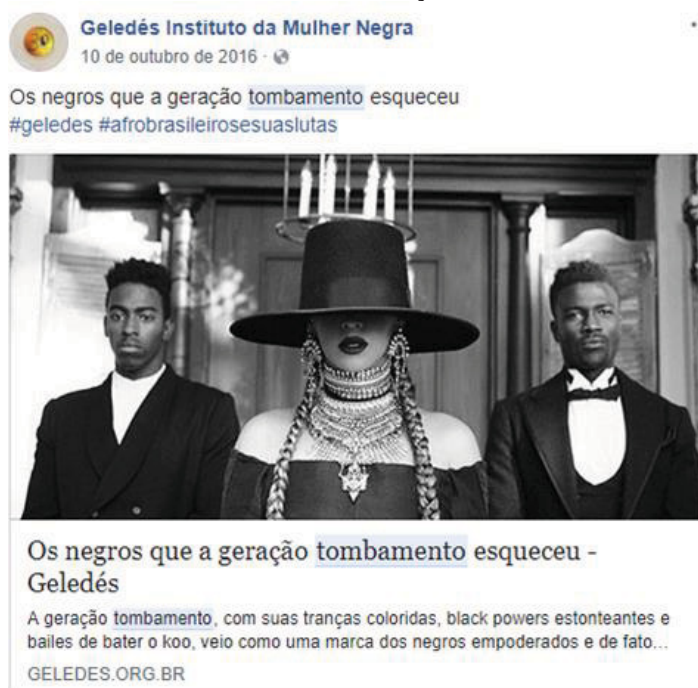 Geledés Instituto da Mulher Negra
10 de outubro de 2016 ·
Os negros que a geração tombamento esqueceu
#geledes #afrobrasileirosesuaslutas
Os negros que a geração tombamento esqueceu -
Geledés
A geração tombamento, com suas tranças coloridas, black powers estonteantes e
bailes de bater o koo, veio como uma marca dos negros empoderados e de fato...
GELEDES.ORG.BR